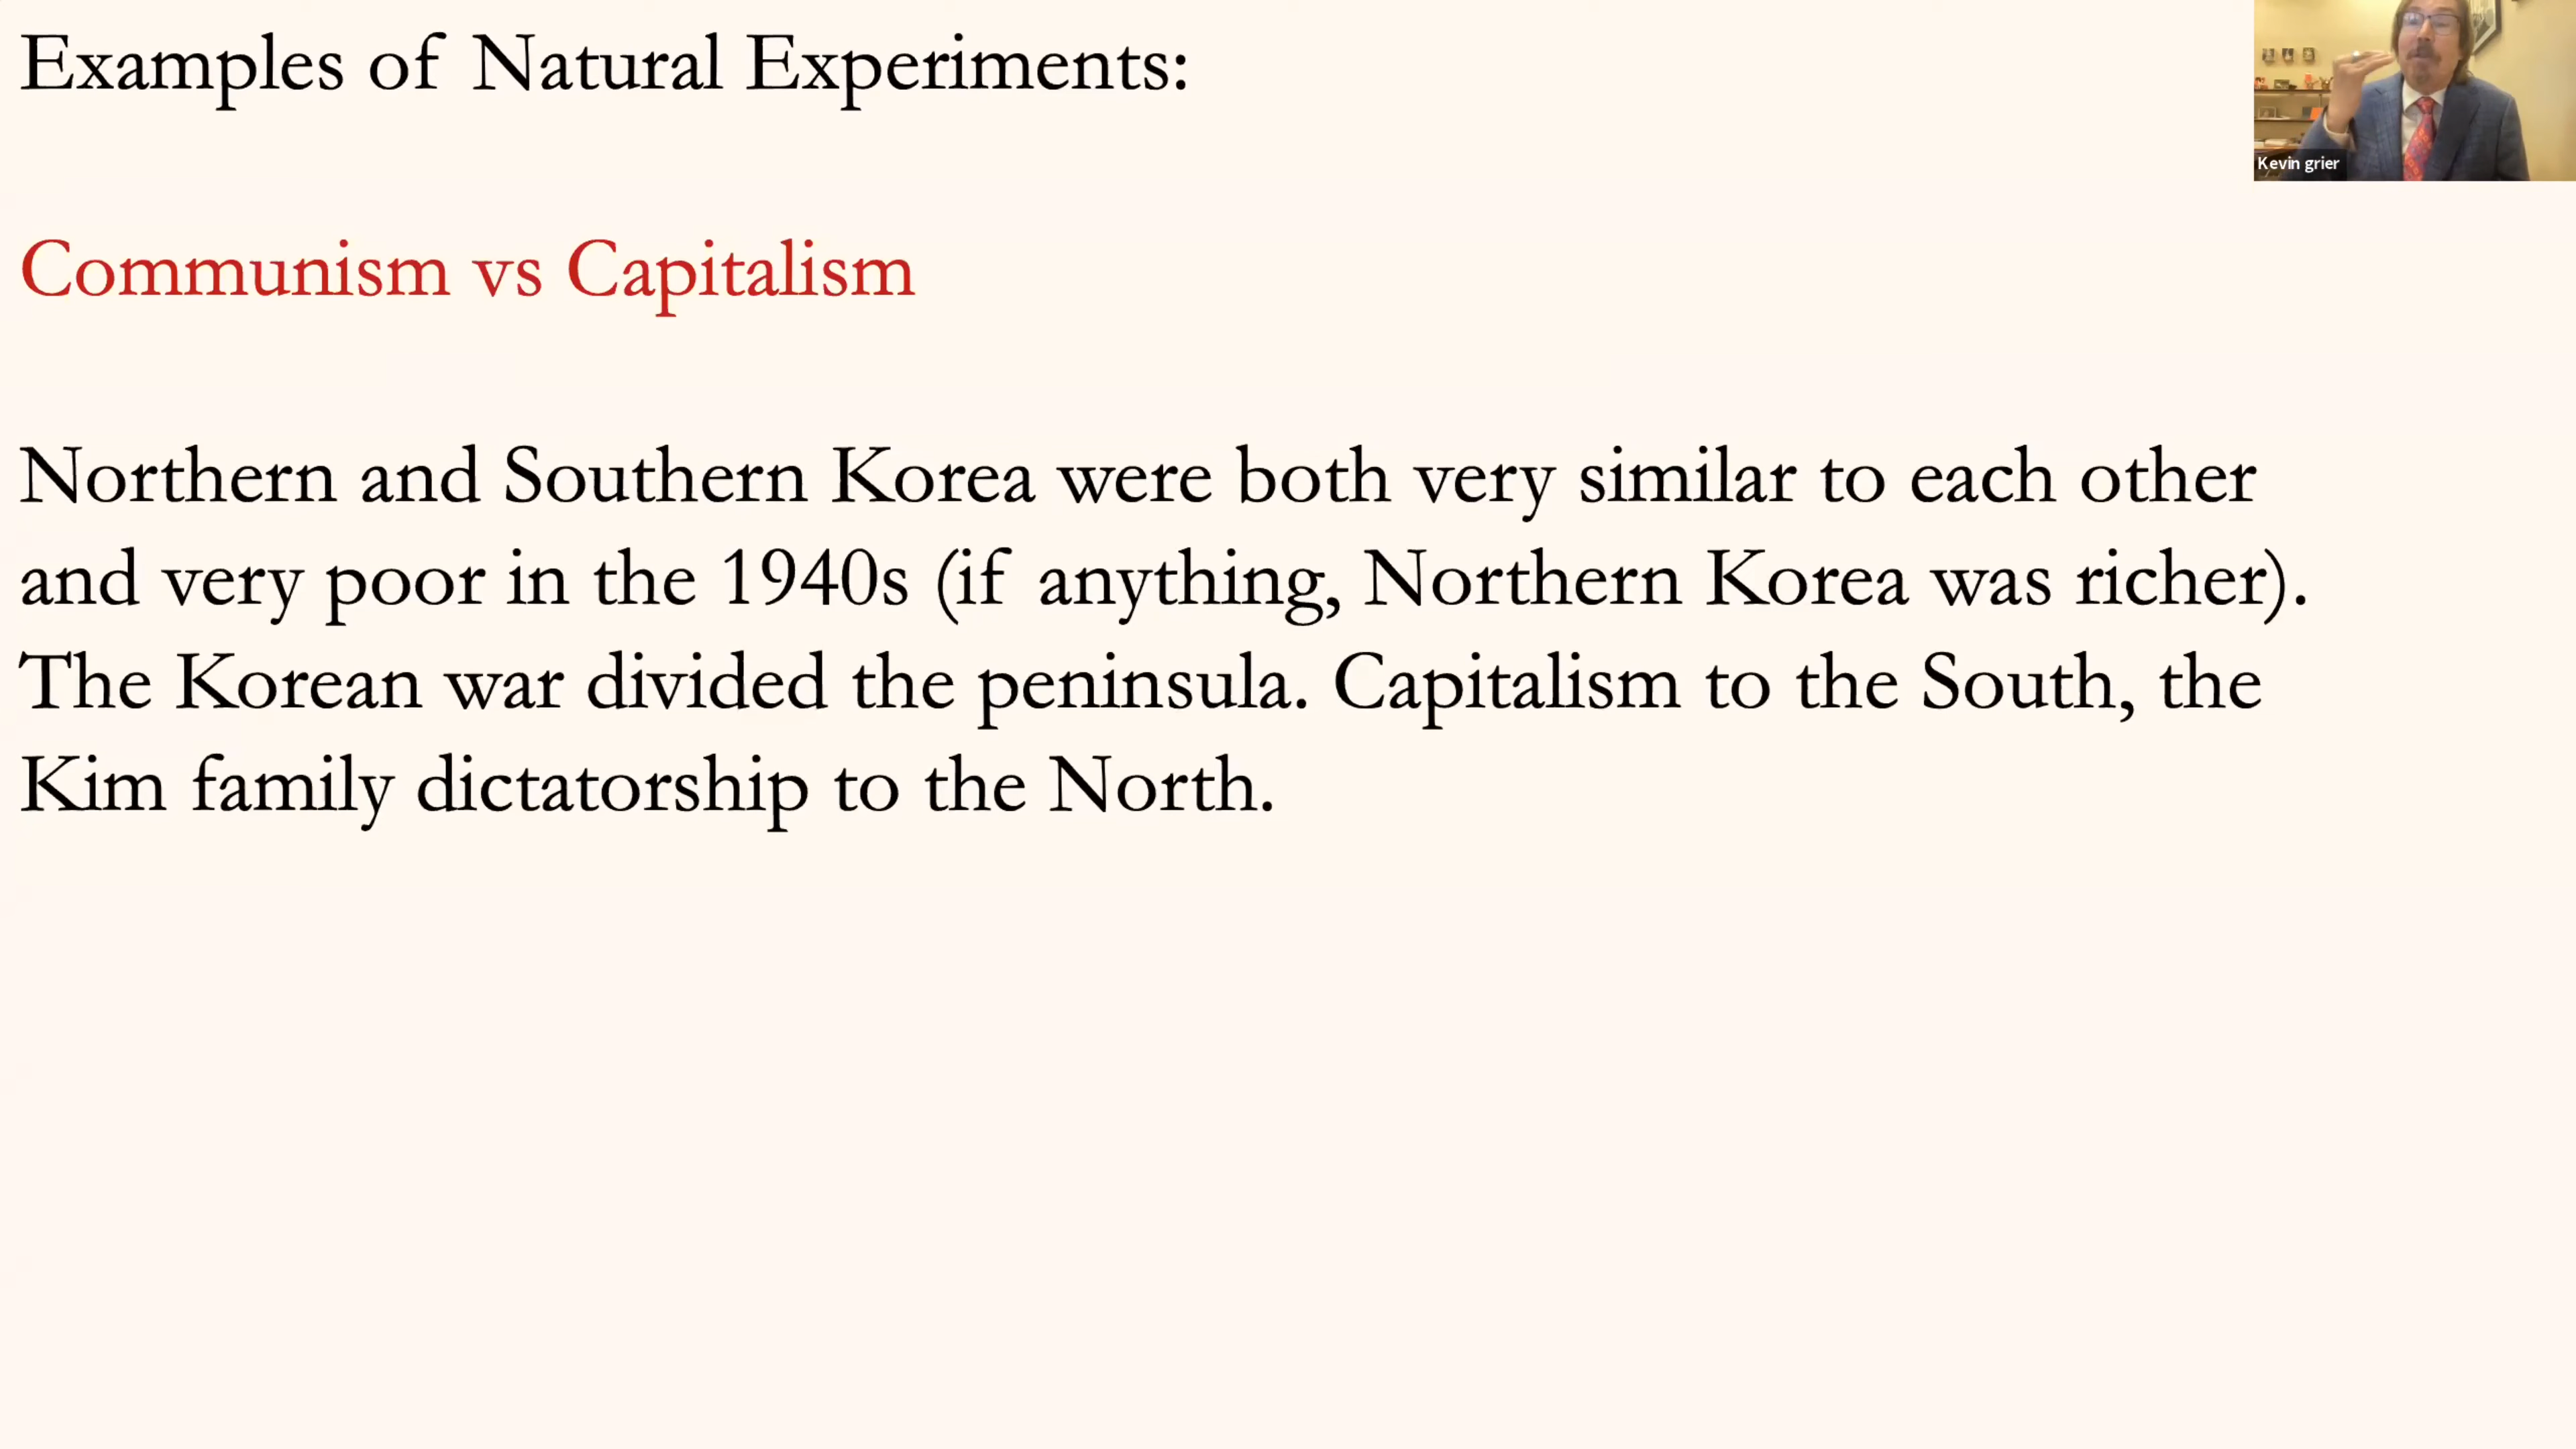 Examples of Natural Experiments:
Kevin grier
Communism vs Capitalism
Northern and Southern Korea were both very similar to each other
and very poor in the 1940s (if anything, Northern Korea was richer).
The Korean war divided the peninsula. Capitalism to the South, the
Kim family dictatorship to the North.